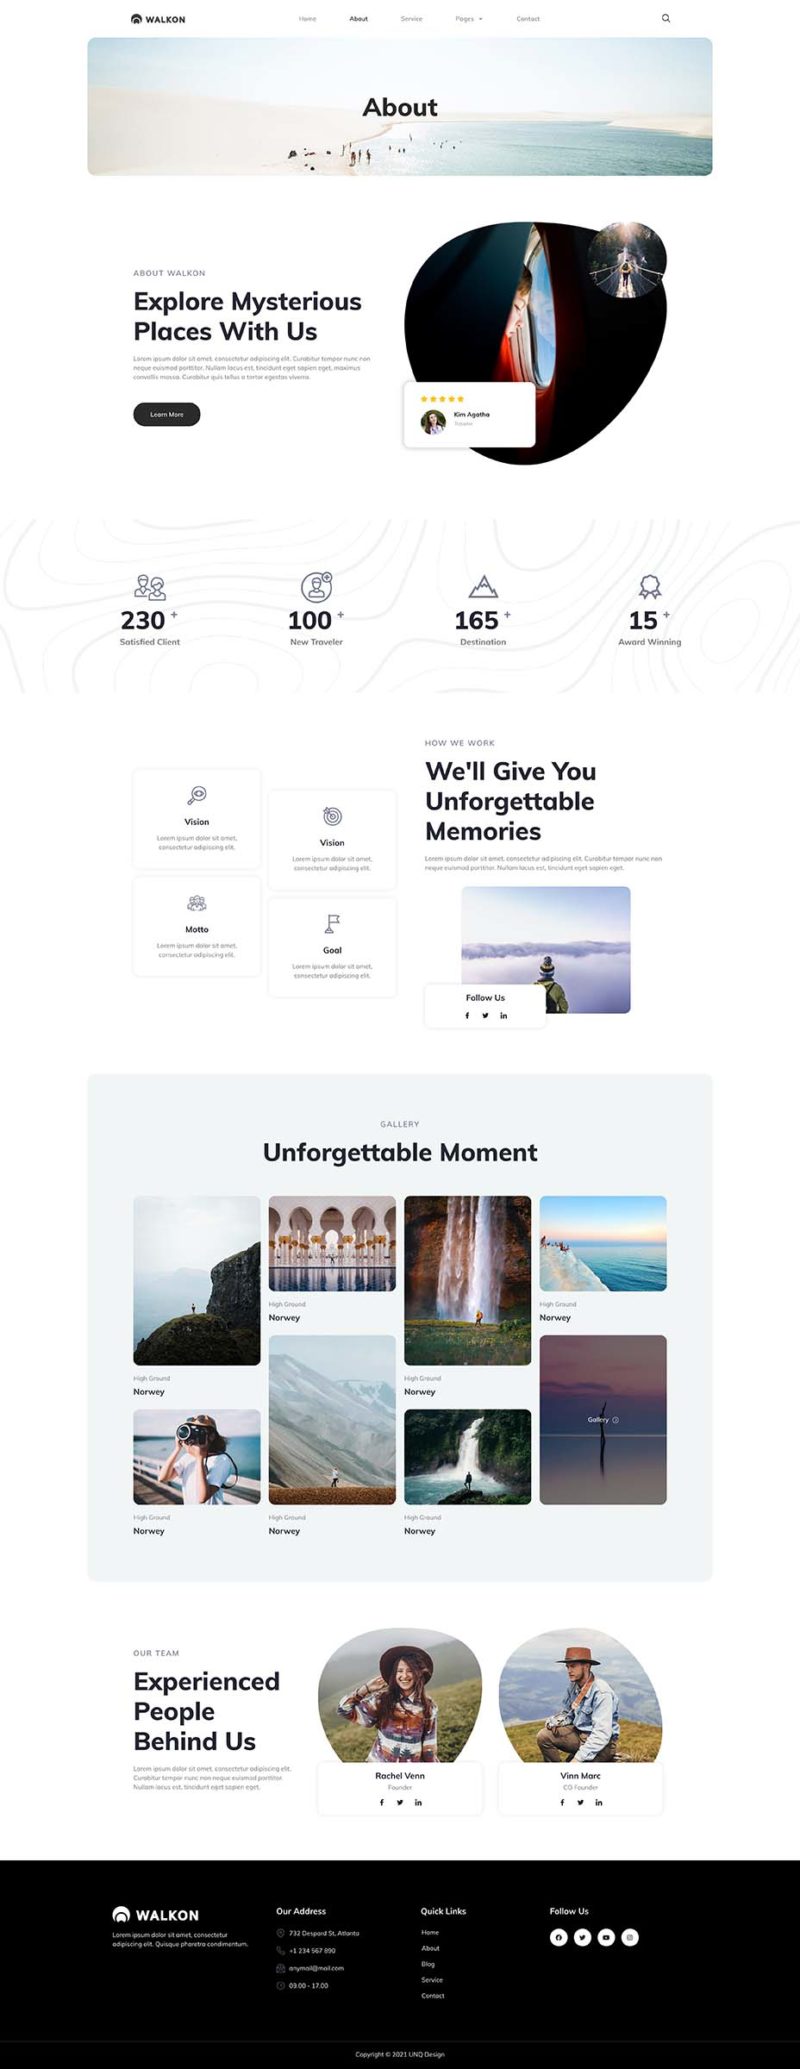 WALKON
Home
About
Service
Pages
Contact
About
ABOUT WALKON
Explore Mysterious
Places With Us
Lorem ipsum dolor sit amet, consectetur adipiscing elit. Curabitur tempor nunc non
neque euismod porttitor. Nullam lacus est, tincidunt eget sapien eget, maximus
convallis massa. Curabitur quis tellus a tortor egestas viverra.
Learn More
Kim Agatha
Traveler
230 +
Satisfied Client
100 +
New Traveler
165 +
Destination
15 +
Award Winning
HOW WE WORK
We'll Give You
Unforgettable
Memories
Lorem ipsum dolor sit amet, consectetur adipiscing elit. Curabitur tempor nunc non
neque euismod porttitor. Nullam lacus est, tincidunt eget sapien eget.
Vision
Lorem ipsum dolor sit amet,
consectetur adipiscing elit.
Vision
Lorem ipsum dolor sit amet,
consectetur adipiscing elit.
Motto
Lorem ipsum dolor sit amet,
consectetur adipiscing elit.
Goal
Lorem ipsum dolor sit amet,
consectetur adipiscing elit.
Follow Us
GALLERY
Unforgettable Moment
High Ground
Norwey
High Ground
Norwey
High Ground
Norwey
High Ground
Norwey
Gallery
High Ground
Norwey
High Ground
Norwey
High Ground
Norwey
OUR TEAM
Experienced
People
Behind Us
Lorem ipsum dolor sit amet, consectetur adipiscing elit.
Curabitur tempor nunc non neque euismod porttitor.
Nullam lacus est, tincidunt eget sapien eget.
Rachel Venn
Founder
Vinn Marc
CO Founder
WALKON
Lorem ipsum dolor sit amet, consectetur
adipiscing elit. Quisque pharetra condimentum.
Our Address
732 Despard St, Atlanta
+1 234 567 890
anymail@mail.com
09.00 - 17.00
Quick Links
Home
About
Blog
Service
Contact
Follow Us
Copyright © 2021 UNQ Design